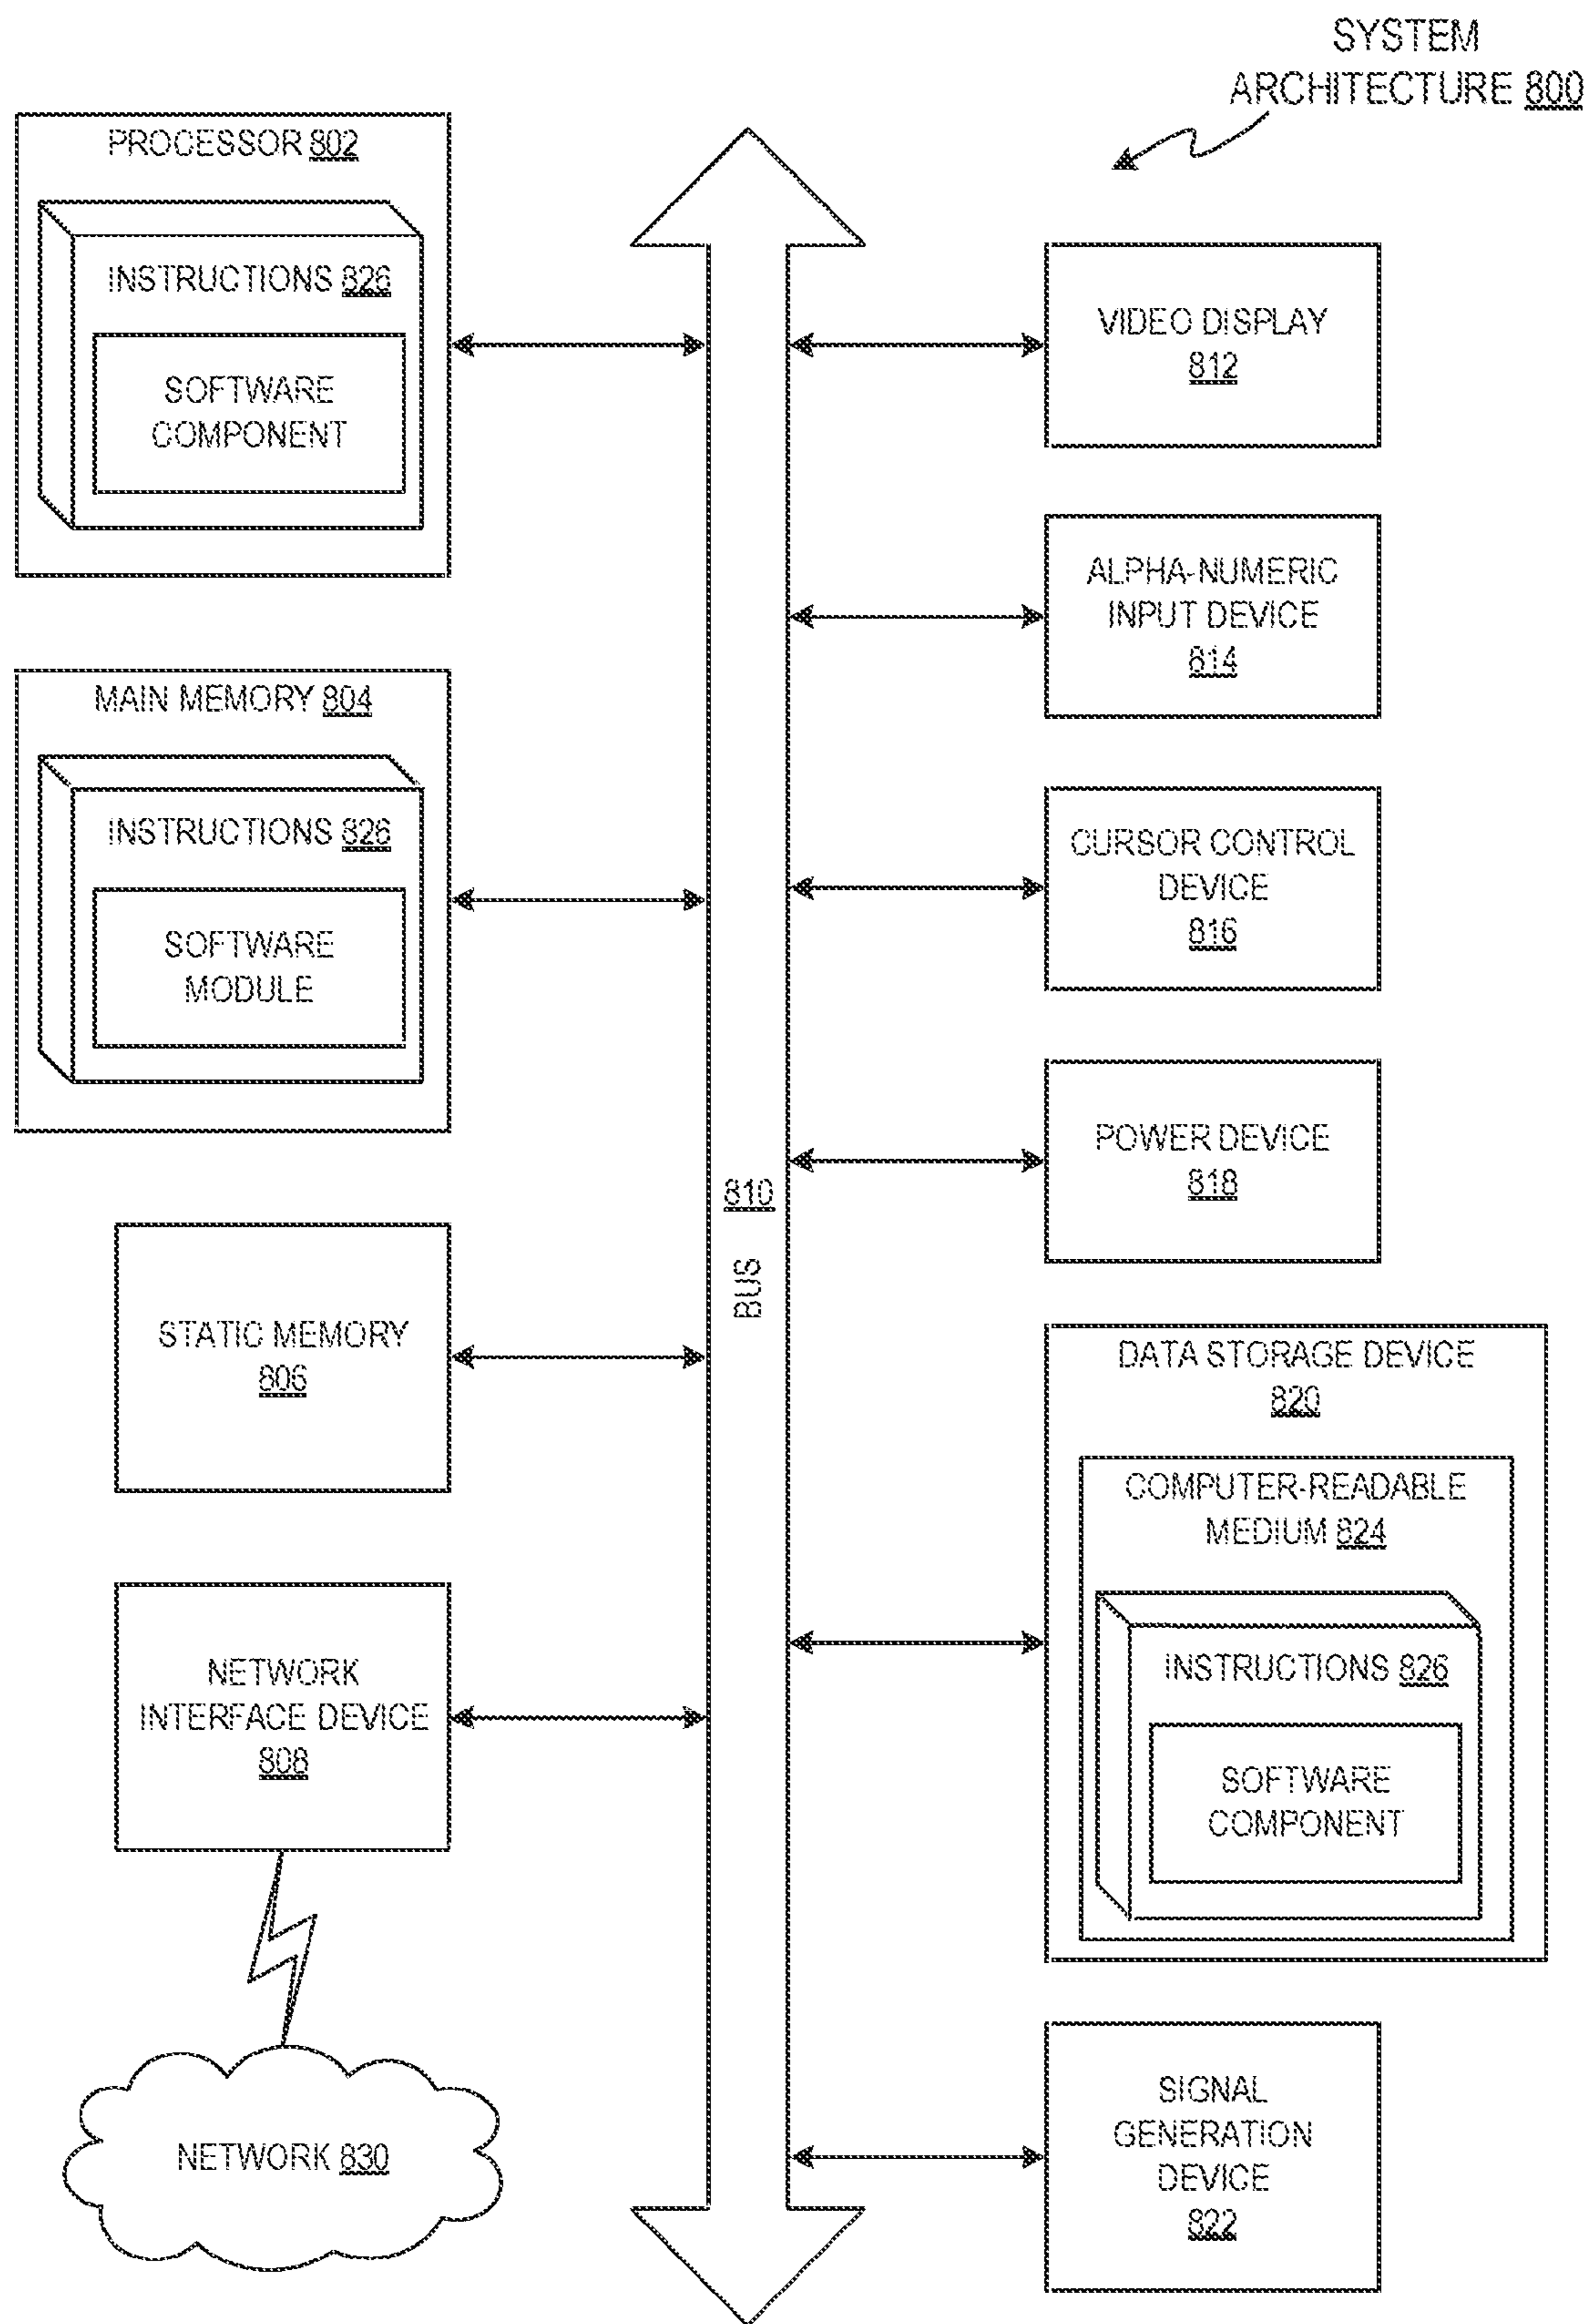 SYSTEM
ARCHITECTURE 800
PROCESSOR 802
INSTRUCTIONS 826
SOFTWARE
COMPONENT
MAIN MEMORY 804
INSTRUCTIONS 826
SOFTWARE
MODULE
STATIC MEMORY
806
NETWORK
INTERFACE DEVICE
808
NETWORK 830
810
BUS
VIDEO DISPLAY
812
ALPHA-NUMERIC
INPUT DEVICE
814
CURSOR CONTROL
DEVICE
816
POWER DEVICE
818
DATA STORAGE DEVICE
820
COMPUTER-READABLE
MEDIUM 824
INSTRUCTIONS 826
SOFTWARE
COMPONENT
SIGNAL
GENERATION
DEVICE
822